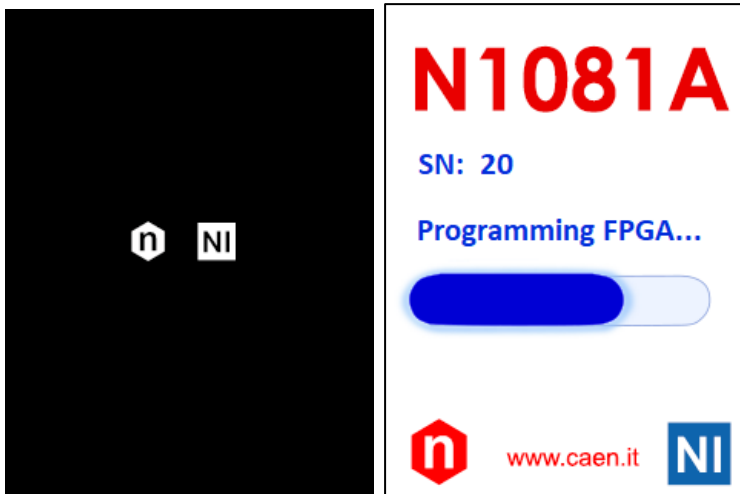 n NI
N1081A
SN: 20
Programming FPGA...
n www.caen.it NI